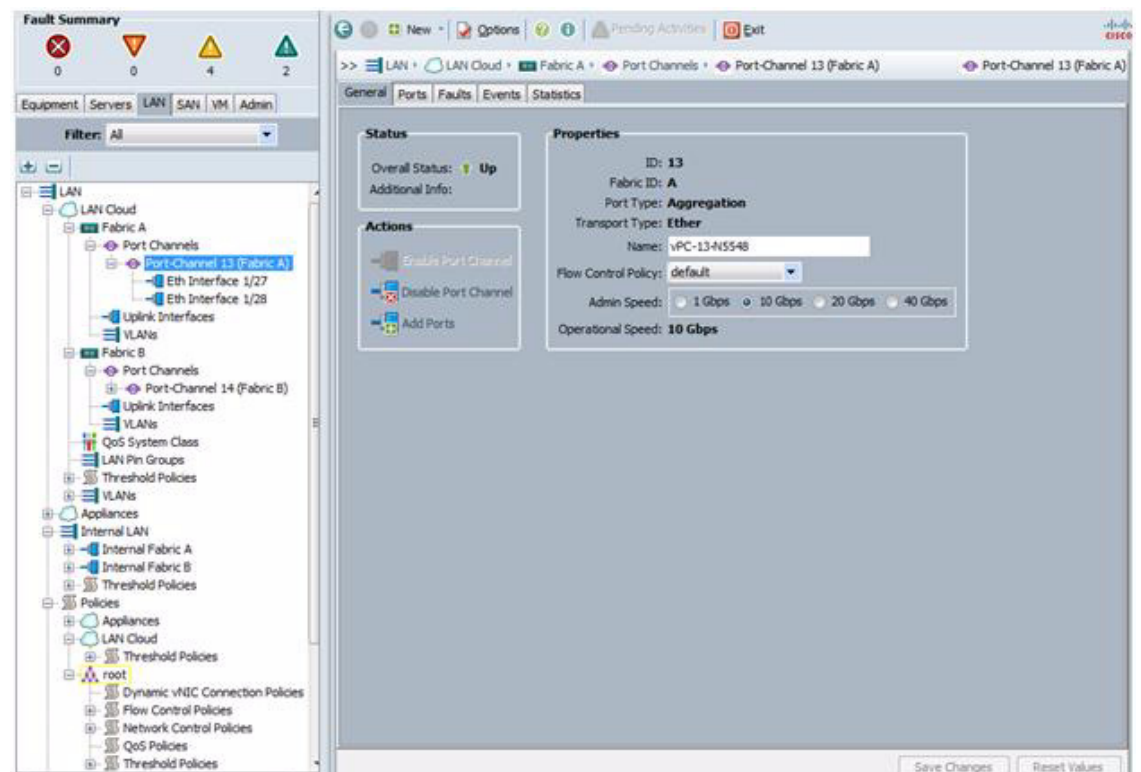 Fault Summary
0 0 4 2
Equipment Servers LAN SAN VM Admin
Filter: All
LAN
LAN Cloud
Fabric A
Port Channels
Port-Channel 13 (Fabric A)
Eth Interface 1/27
Eth Interface 1/28
Uplink Interfaces
VLANs
Fabric B
Port Channels
Port-Channel 14 (Fabric B)
Uplink Interfaces
VLANs
QoS System Class
LAN Pin Groups
Threshold Policies
VLANs
Appliances
Internal LAN
Internal Fabric A
Internal Fabric B
Threshold Policies
Policies
Appliances
LAN Cloud
Threshold Policies
root
Dynamic vNIC Connection Policies
Flow Control Policies
Network Control Policies
QoS Policies
Threshold Policies
New Options Pending Activities Exit
CISCO
>> LAN LAN Cloud Fabric A Port Channels Port-Channel 13 (Fabric A) Port-Channel 13 (Fabric A)
General Ports Faults Events Statistics
Status
Overall Status: Up
Additional Info:
Actions
Enable Port Channel
Disable Port Channel
Add Ports
Properties
ID: 13
Fabric ID: A
Port Type: Aggregation
Transport Type: Ether
Name: vPC-13-N5548
Flow Control Policy: default
Admin Speed: 1 Gbps 10 Gbps 20 Gbps 40 Gbps
Operational Speed: 10 Gbps
Save Changes Reset Values